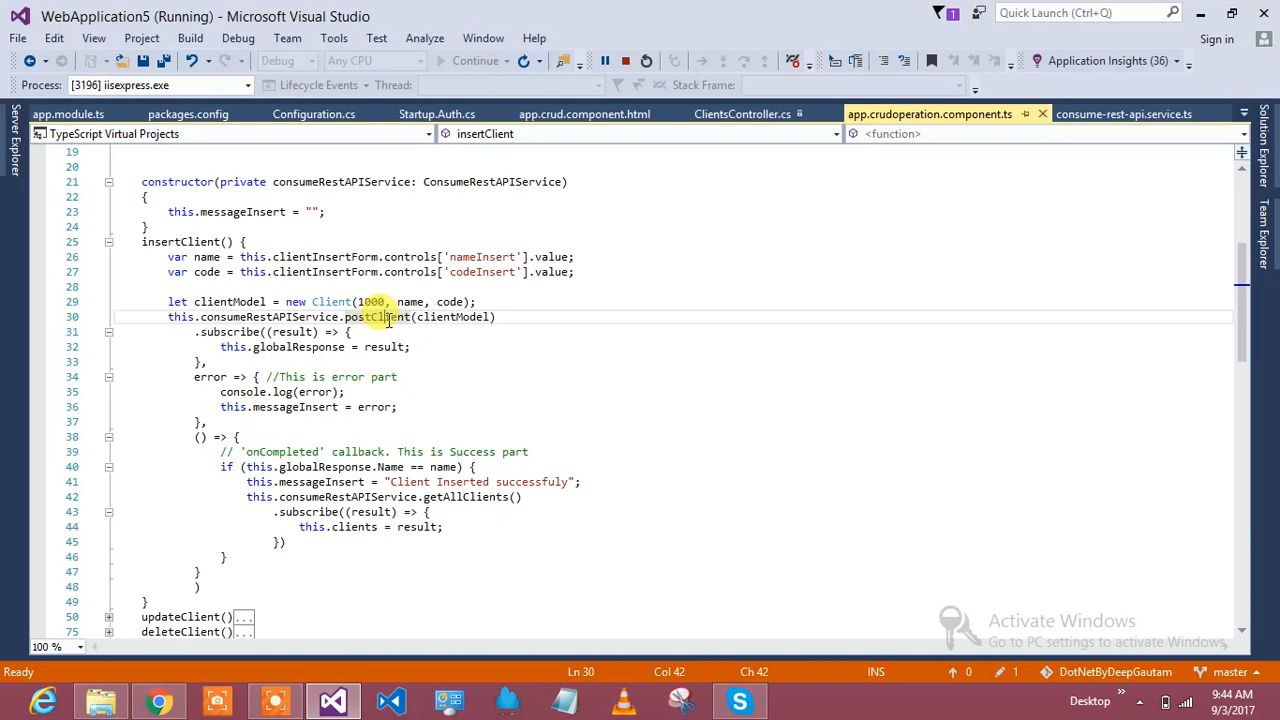 WebApplication5 (Running) - Microsoft Visual Studio
1
Quick Launch (Ctrl+Q)
File Edit View Project Build Debug Team Tools Test Analyze Window Help
Sign in
Debug Any CPU Continue Application Insights (36)
Process: [3196] iisexpress.exe Lifecycle Events Thread: Stack Frame:
app.module.ts packages.config Configuration.cs Startup.Auth.cs app.crud.component.html ClientsController.cs app.crudoperation.component.ts consume-rest-api.service.ts
TypeScript Virtual Projects insertClient <function>
Server Explorer
Solution Explorer
Team Explorer
19
20
21 constructor(private consumeRestAPIService: ConsumeRestAPIService)
22 {
23 this.messageInsert = "";
24 }
25 insertClient() {
26 var name = this.clientInsertForm.controls['nameInsert'].value;
27 var code = this.clientInsertForm.controls['codeInsert'].value;
28
29 let clientModel = new Client(1000, name, code);
30 this.consumeRestAPIService.postClient(clientModel)
31 .subscribe((result) => {
32 this.globalResponse = result;
33 },
34 error => { //This is error part
35 console.log(error);
36 this.messageInsert = error;
37 },
38 () => {
39 // 'onCompleted' callback. This is Success part
40 if (this.globalResponse.Name == name) {
41 this.messageInsert = "Client Inserted successfuly";
42 this.consumeRestAPIService.getAllClients()
43 .subscribe((result) => {
44 this.clients = result;
45 })
46 }
47 }
48 )
49 }
50 updateClient()...
75 deleteClient()...
Activate Windows
Go to PC settings to activate Windows.
100 %
Ready Ln 30 Col 42 Ch 42 INS 0 1 DotNetByDeepGautam master
Desktop
9:44 AM
9/3/2017